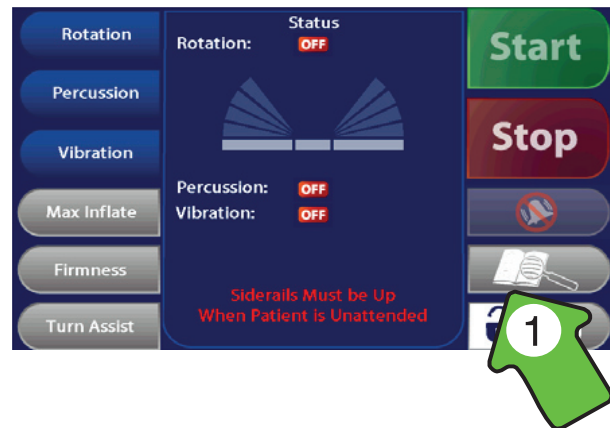 Rotation
Percussion
Vibration
Max Inflate
Firmness
Turn Assist
Status
Rotation: OFF
Percussion: OFF
Vibration: OFF
Siderails Must be Up
When Patient is Unattended
Start
Stop
1